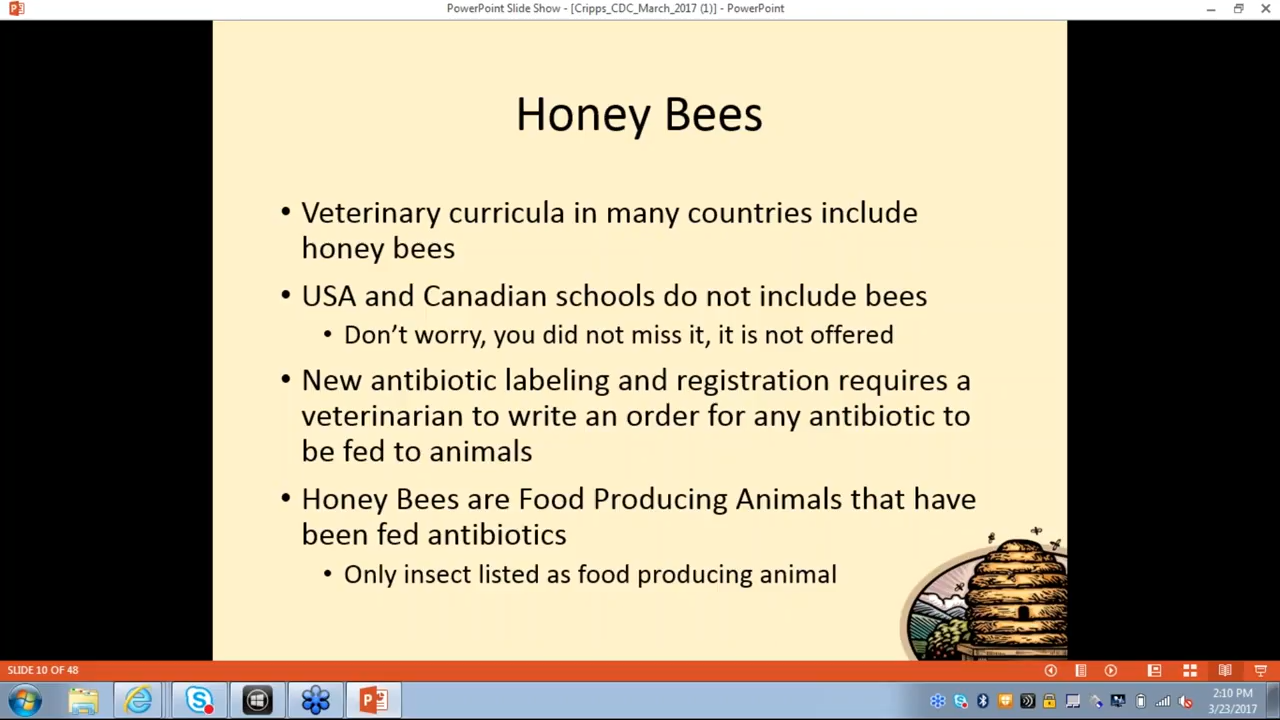 PowerPoint Slide Show - [Cripps_CDC_March_2017 (1)] - PowerPoint
Honey Bees
• Veterinary curricula in many countries include
honey bees
• USA and Canadian schools do not include bees
• Don't worry, you did not miss it, it is not offered
• New antibiotic labeling and registration requires a
veterinarian to write an order for any antibiotic to
be fed to animals
• Honey Bees are Food Producing Animals that have
been fed antibiotics
• Only insect listed as food producing animal
SLIDE 10 OF 48
2:10 PM
3/23/2017